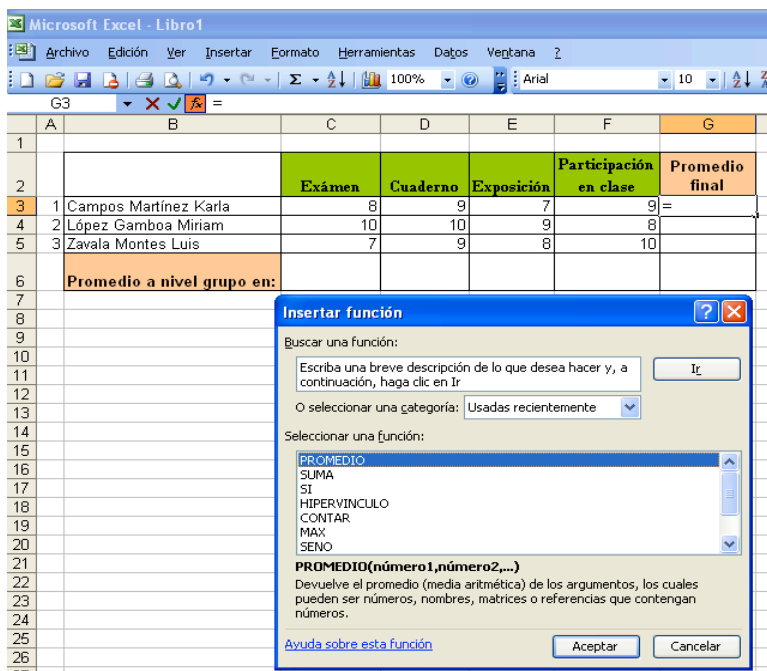 Microsoft Excel - Libro1
Archivo Edición Ver Insertar Formato Herramientas Datos Ventana ?
Σ 100% Arial 10
G3 fx =
A B C D E F G
1
2 Exámen Cuaderno Exposición Participación en clase Promedio final
3 1 Campos Martínez Karla 8 9 7 9 =
4 2 López Gamboa Miriam 10 10 9 8
5 3 Zavala Montes Luis 7 9 8 10
6 Promedio a nivel grupo en:
7
8
9
10
11
12
13
14
15
16
17
18
19
20
21
22
23
24
25
26
Insertar función
Buscar una función:
Escriba una breve descripción de lo que desea hacer y, a
continuación, haga clic en Ir
Ir
O seleccionar una categoría: Usadas recientemente
Seleccionar una función:
PROMEDIO
SUMA
SI
HIPERVINCULO
CONTAR
MAX
SENO
PROMEDIO(número1,número2,...)
Devuelve el promedio (media aritmética) de los argumentos, los cuales
pueden ser números, nombres, matrices o referencias que contengan
números.
Ayuda sobre esta función
Aceptar Cancelar